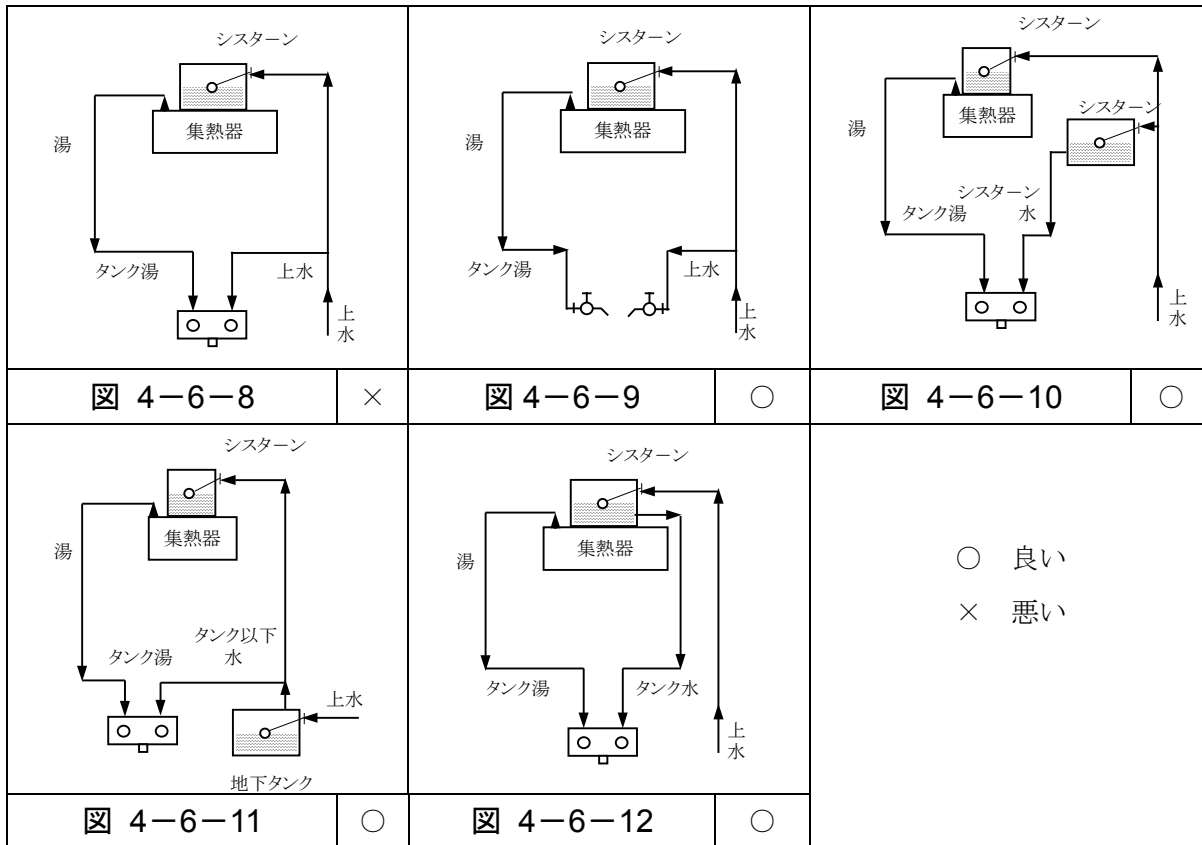 シスターン
集熱器
湯
タンク湯
上水
上
水
図 4-6-8
×
シスターン
集熱器
湯
タンク湯
上水
上
水
図 4-6-9
○
シスターン
シスターン
集熱器
湯
シスターン
水
タンク湯
上
水
図 4-6-10
○
シスターン
集熱器
湯
タンク以下
水
タンク湯
上水
地下タンク
図 4-6-11
○
シスターン
集熱器
湯
タンク湯
タンク水
上
水
図 4-6-12
○
○ 良い
× 悪い